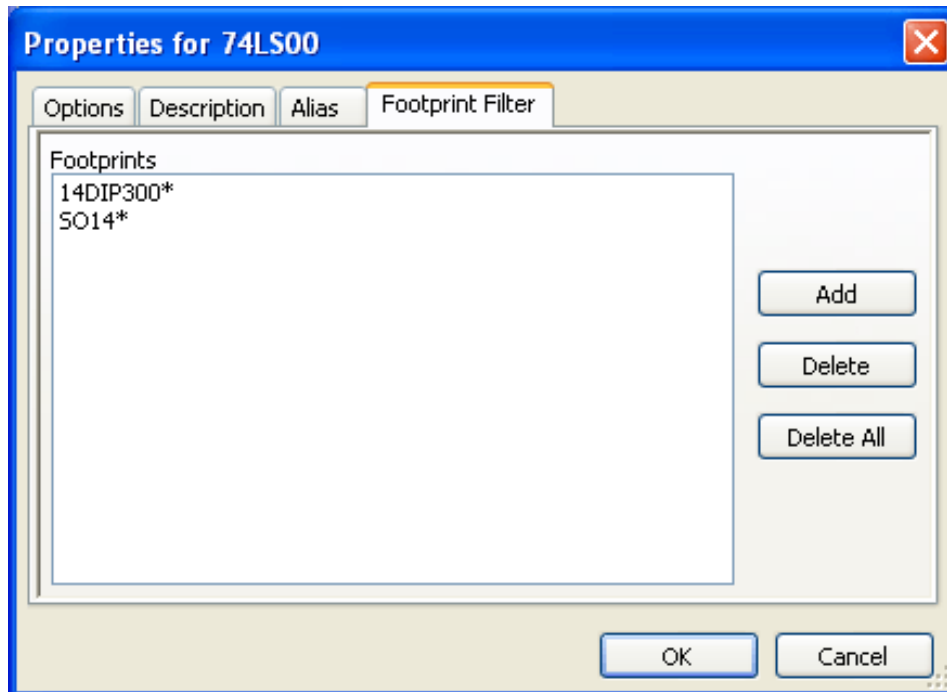 Properties for 74LS00
Options Description Alias Footprint Filter
Footprints
14DIP300*
SO14*
Add
Delete
Delete All
OK Cancel